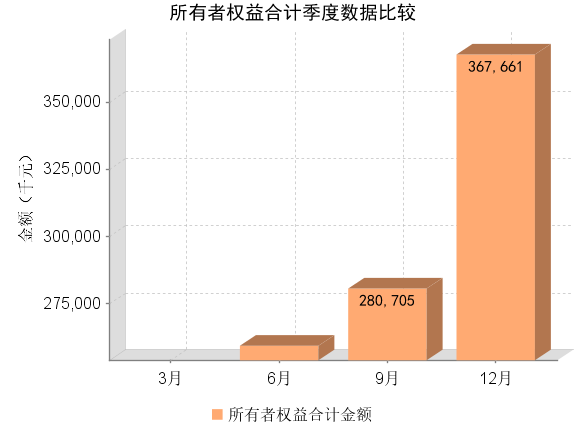 所有者权益合计季度数据比较
金额（千元）
350,000
325,000
300,000
275,000
367,661
280,705
3月
6月
9月
12月
所有者权益合计金额